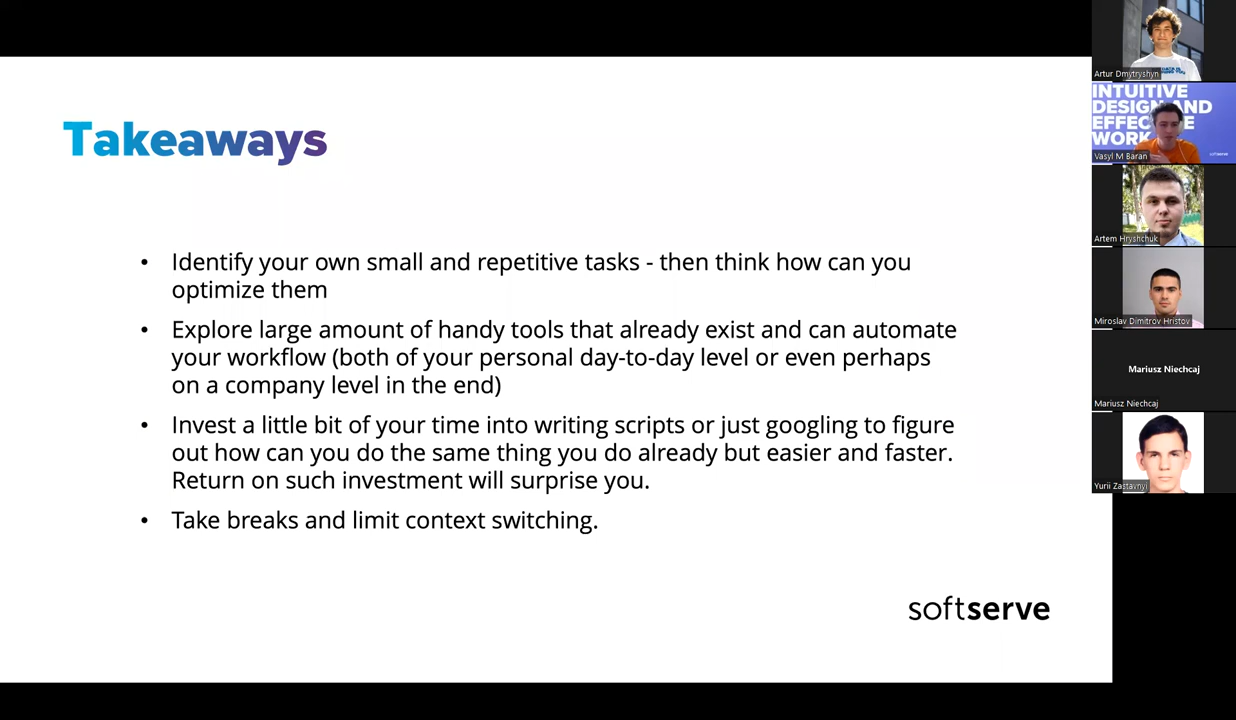 Takeaways
• Identify your own small and repetitive tasks - then think how can you
optimize them
• Explore large amount of handy tools that already exist and can automate
your workflow (both of your personal day-to-day level or even perhaps
on a company level in the end)
• Invest a little bit of your time into writing scripts or just googling to figure
out how can you do the same thing you do already but easier and faster.
Return on such investment will surprise you.
• Take breaks and limit context switching.
softserve
Artur Dmytryshyn
INTUITIVE
DESIGN AND
WORK
softserve
Vasyl M Baran
Artem Hryshchuk
Miroslav Dimitrov Hristov
Mariusz Niechcaj
Mariusz Niechcaj
Yurii Zastavnyi